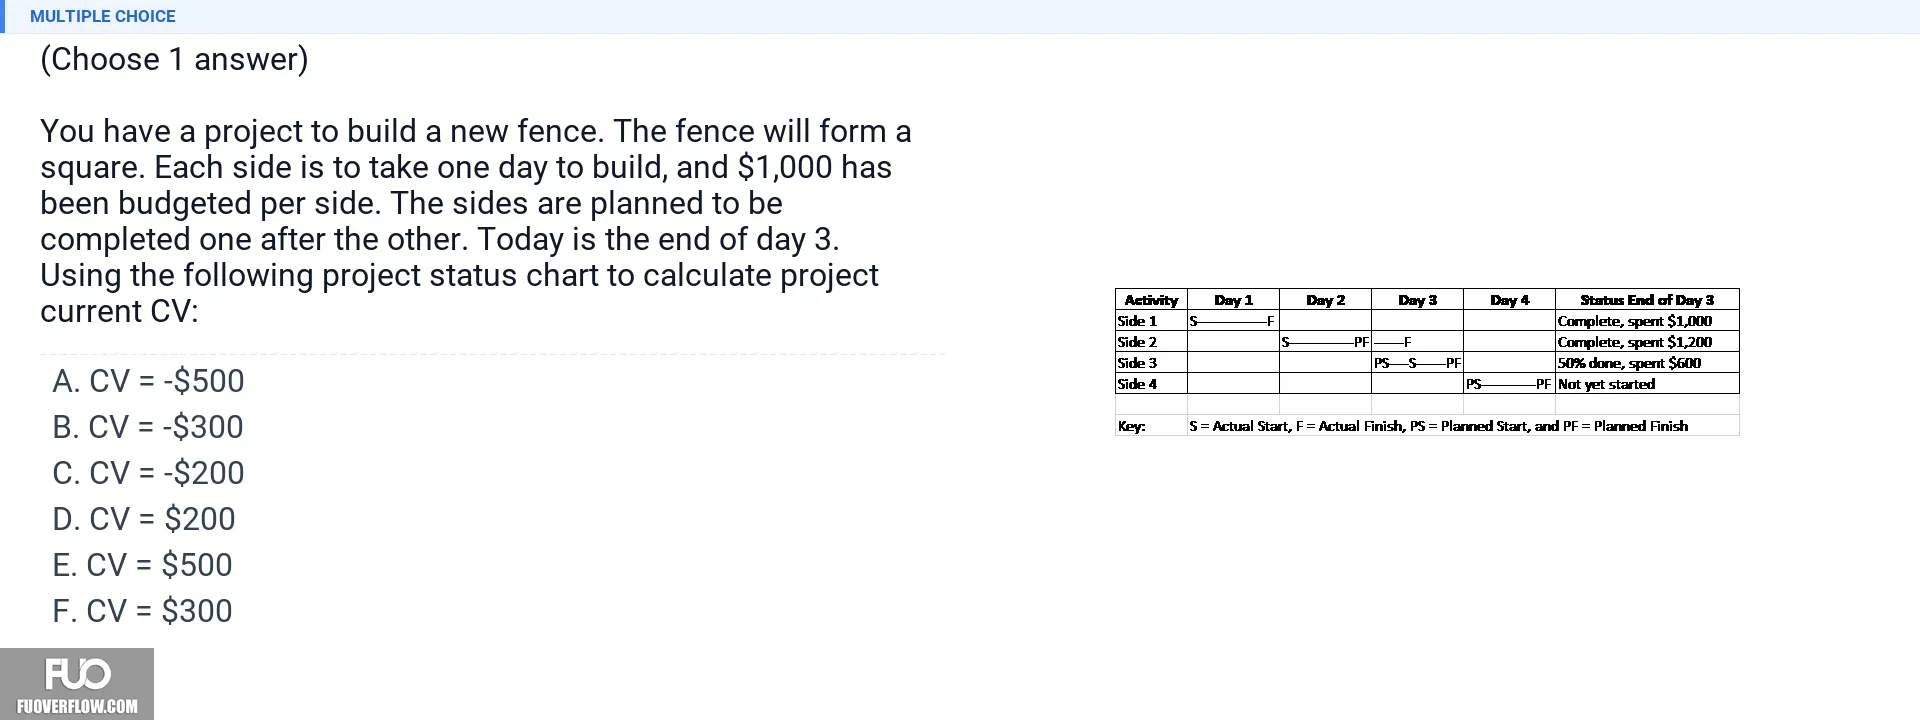 MULTIPLE CHOICE
(Choose 1 answer)
You have a project to build a new fence. The fence will form a
square. Each side is to take one day to build, and $1,000 has
been budgeted per side. The sides are planned to be
completed one after the other. Today is the end of day 3.
Using the following project status chart to calculate project
current CV:
A. CV = -$500
B. CV = -$300
C. CV = -$200
D. CV = $200
E. CV = $500
F. CV = $300
Activity Day 1 Day 2 Day 3 Day 4 Status End of Day 3
Side 1 S————F Complete, spent $1,000
Side 2 S————PF ——F Complete, spent $1,200
Side 3 PS——S——PF 50% done, spent $600
Side 4 PS————PF Not yet started
Key: S = Actual Start, F = Actual Finish, PS = Planned Start, and PF = Planned Finish
FUO
FUOVERFLOW.COM